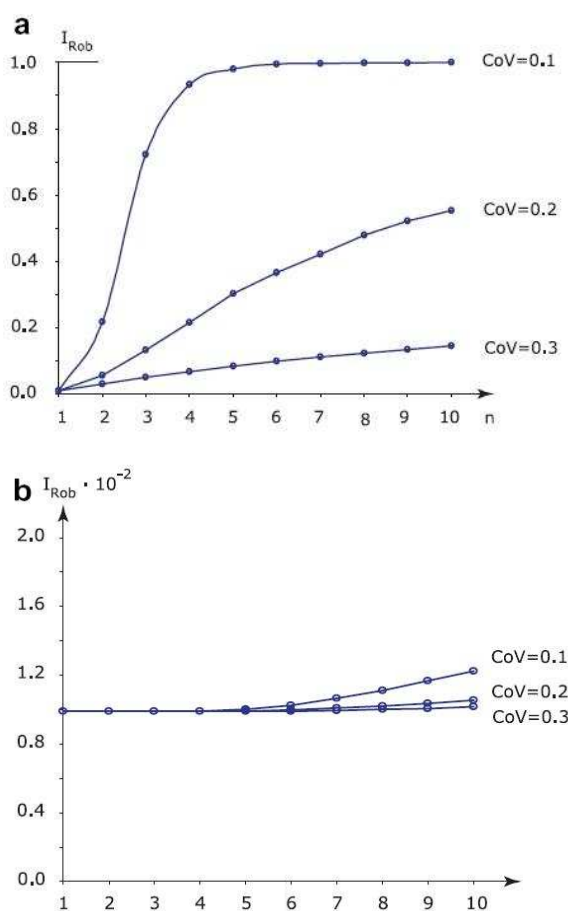 a
I_Rob
1.0
CoV=0.1
0.8
0.6
CoV=0.2
0.4
0.2
CoV=0.3
0.0
1 2 3 4 5 6 7 8 9 10 n
b I_Rob · 10^-2
2.0
1.6
1.2
CoV=0.1
CoV=0.2
CoV=0.3
0.8
0.4
0.0
1 2 3 4 5 6 7 8 9 10